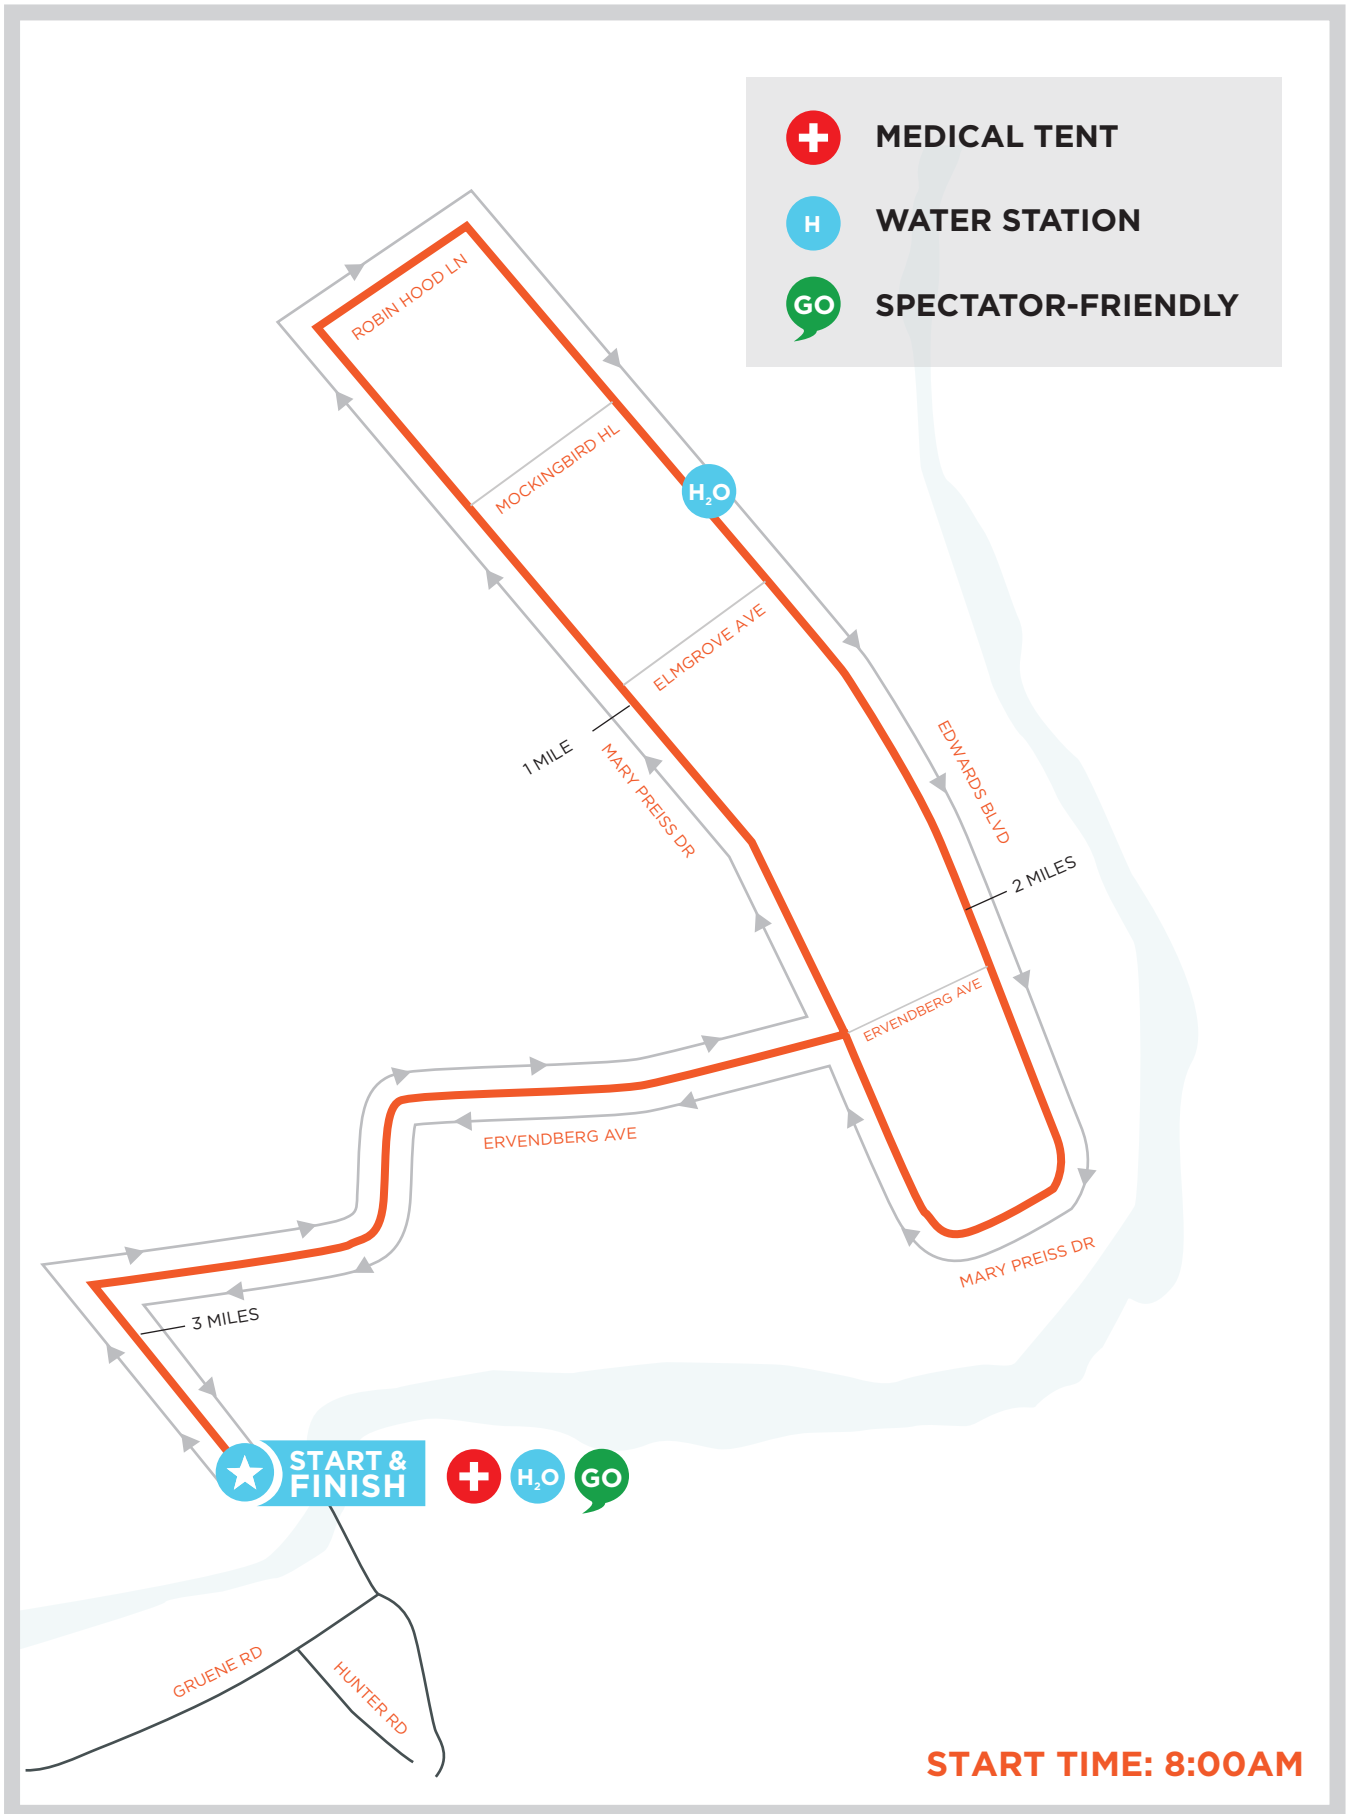 MEDICAL TENT
H
WATER STATION
GO
SPECTATOR-FRIENDLY
ROBIN HOOD LN
MOCKINGBIRD HL
H₂O
ELMGROVE AVE
1 MILE
MARY PREISS DR
EDWARDS BLVD
2 MILES
ERVENDBERG AVE
ERVENDBERG AVE
MARY PREISS DR
3 MILES
START &
FINISH
H₂O
GO
GRUENE RD
HUNTER RD
START TIME: 8:00AM